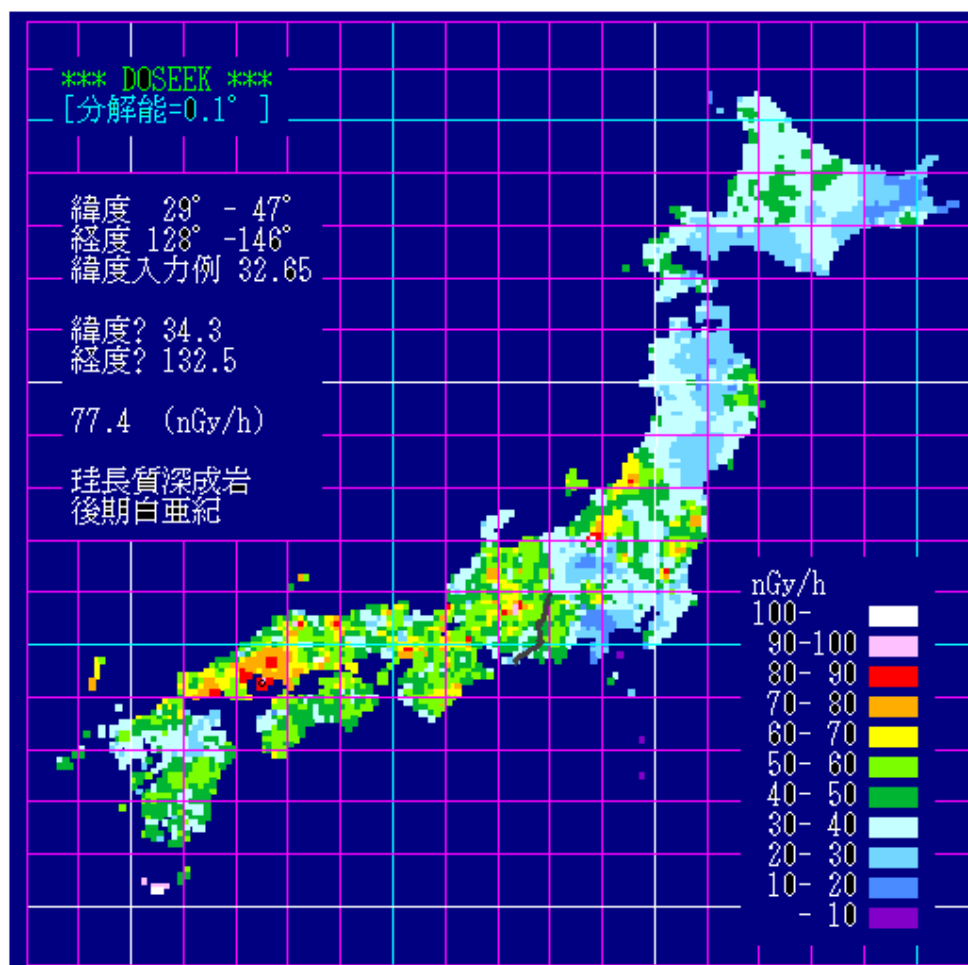 *** DOSEEK ***
[分解能=0.1° ]
緯度 29° - 47°
経度 128° -146°
緯度入力例 32.65
緯度? 34.3
経度? 132.5
77.4 (nGy/h)
珪長質深成岩
後期白亜紀
nGy/h
100-
90-100
80- 90
70- 80
60- 70
50- 60
40- 50
30- 40
20- 30
10- 20
- 10